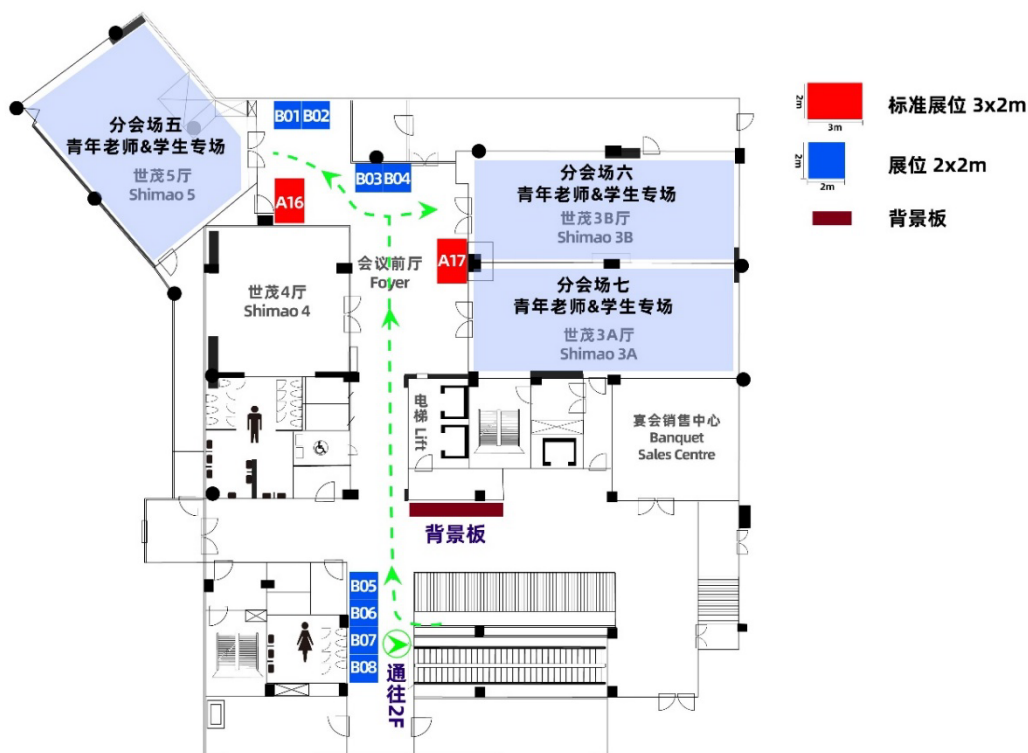 分会场五
青年老师&学生专场
世茂5厅
Shimao 5
B01
B02
B03
B04
A16
A17
分会场六
青年老师&学生专场
世茂3B厅
Shimao 3B
会议前厅
Foyer
世茂4厅
Shimao 4
分会场七
青年老师&学生专场
世茂3A厅
Shimao 3A
电梯 Lift
宴会销售中心
Banquet
Sales Centre
背景板
B05
B06
B07
B08
通往2F
2m
3m
标准展位 3x2m
2m
2m
展位 2x2m
背景板